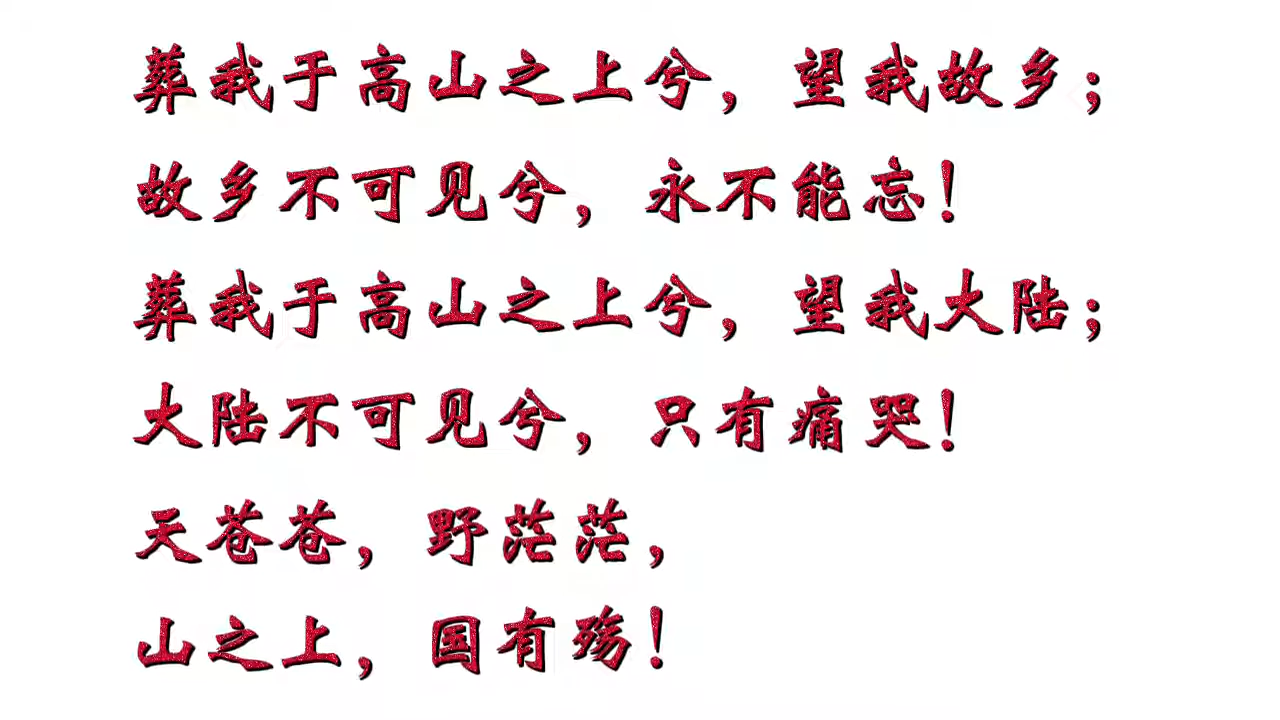 葬我于高山之上兮，望我故乡；
故乡不可见兮，永不能忘！
葬我于高山之上兮，望我大陆；
大陆不可见兮，只有痛哭！
天苍苍，野茫茫，
山之上，国有殇！